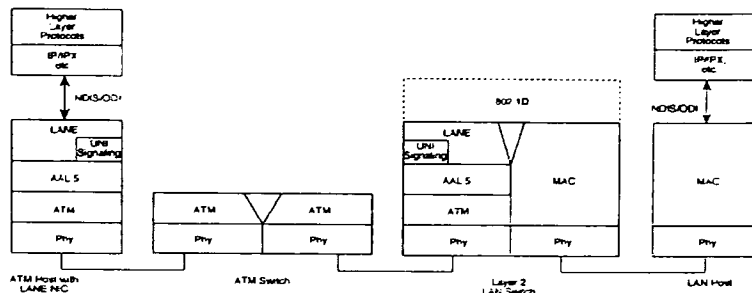 Higher
Layer
Protocols
IP/IPX
etc
NDIS/ODI
LANE
UNI
Signaling
AAL 5
ATM
Phy
ATM Host with
LANE NIC
ATM
ATM
Phy
Phy
ATM Switch
802.1D
LANE
UNI
Signaling
AAL 5
ATM
Phy
MAC
Phy
Layer 2
LAN Switch
Higher
Layer
Protocols
IP/IPX,
etc
NDIS/ODI
MAC
Phy
LAN Host